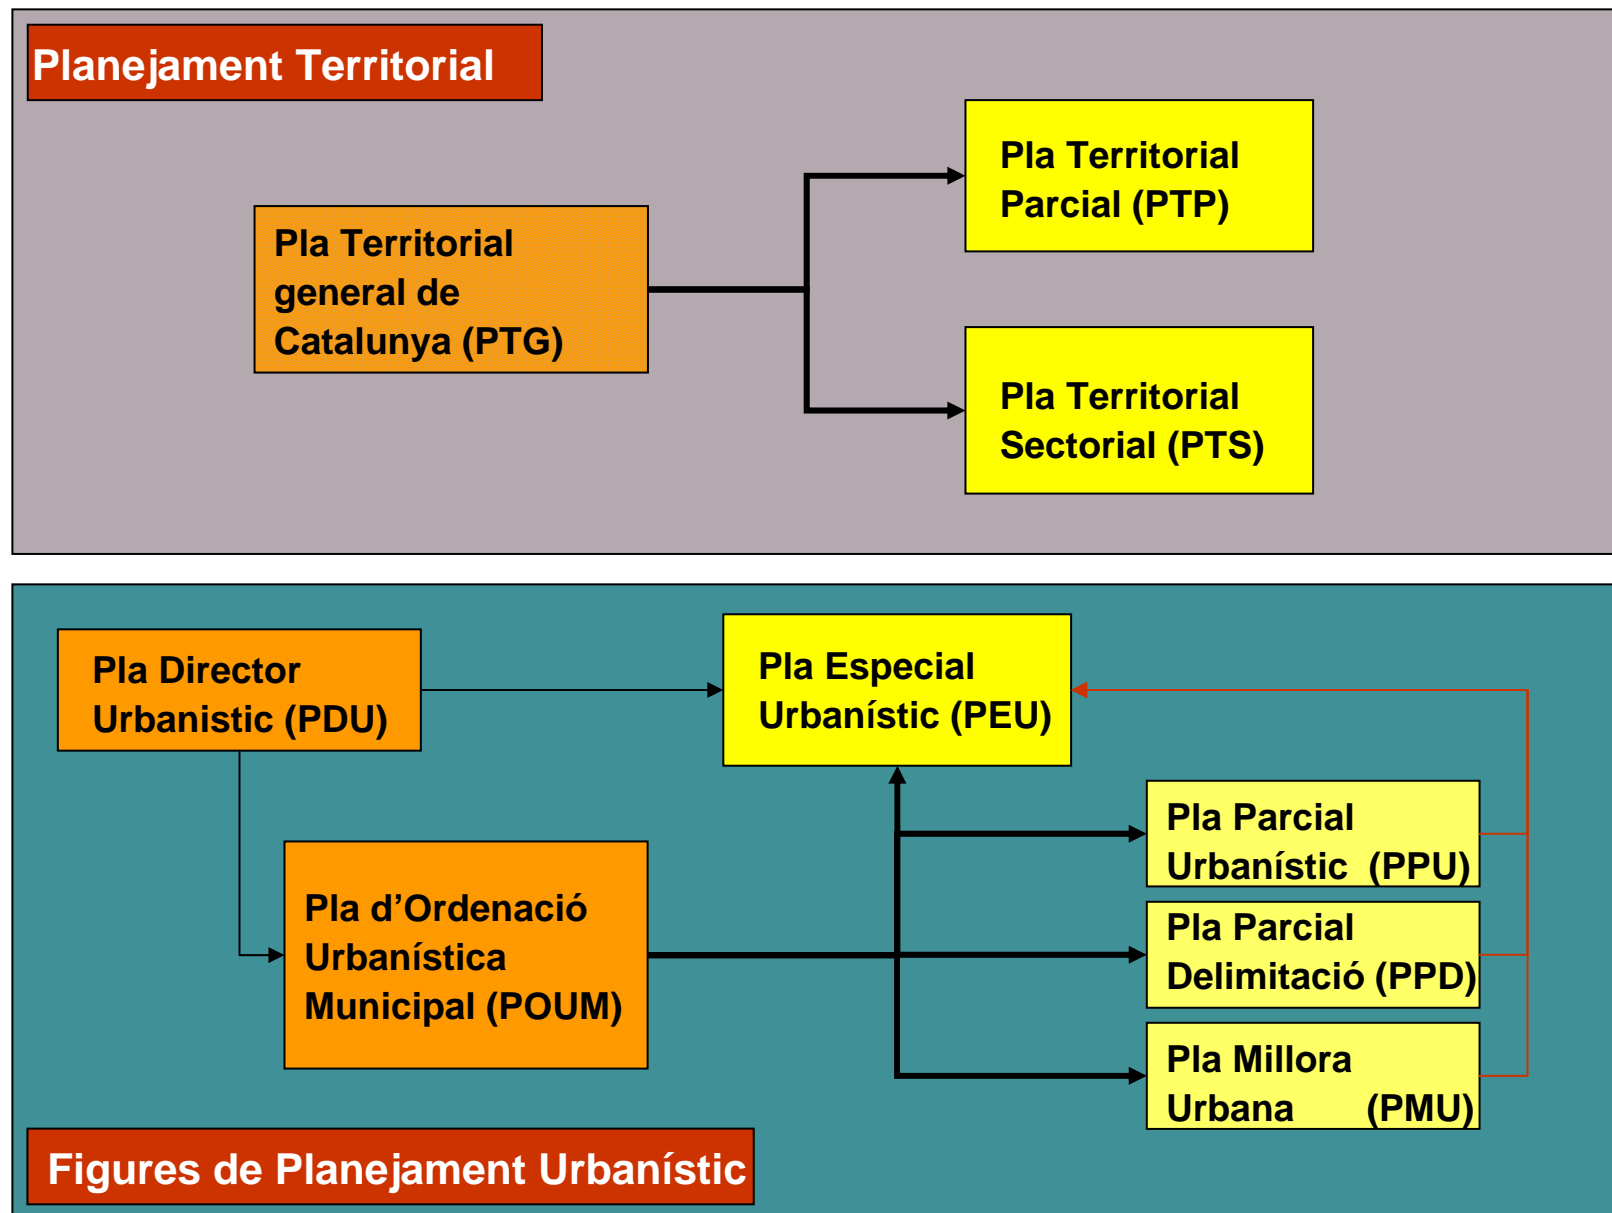 Planejament Territorial
Pla Territorial
general de
Catalunya (PTG)
Pla Territorial
Parcial (PTP)
Pla Territorial
Sectorial (PTS)
Pla Director
Urbanistic (PDU)
Pla Especial
Urbanístic (PEU)
Pla d’Ordenació
Urbanística
Municipal (POUM)
Pla Parcial
Urbanístic (PPU)
Pla Parcial
Delimitació (PPD)
Pla Millora
Urbana (PMU)
Figures de Planejament Urbanístic